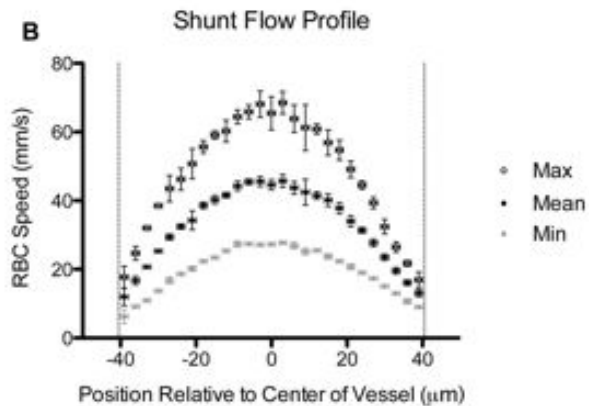 B
Shunt Flow Profile
RBC Speed (mm/s)
80
60
40
20
0
-40 -20 0 20 40
Position Relative to Center of Vessel (μm)
Max
Mean
Min